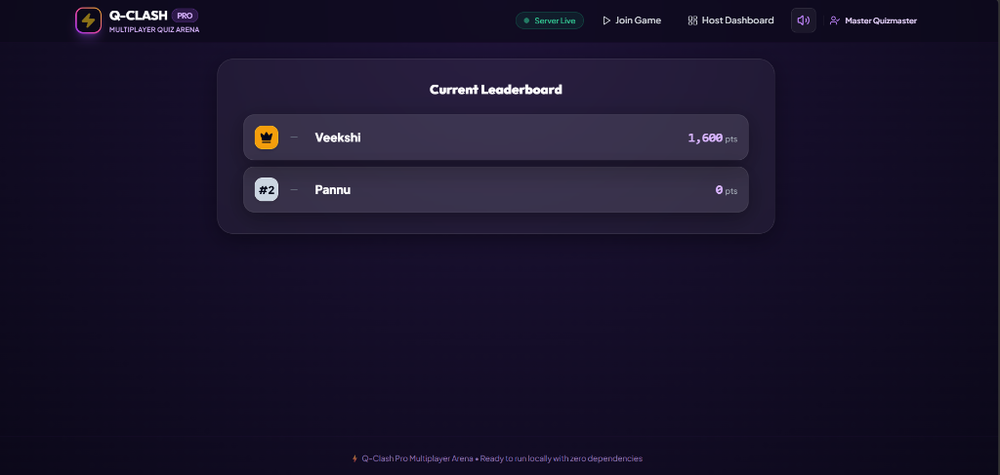 Q-CLASH PRO
MULTIPLAYER QUIZ ARENA
Server Live
Join Game
Host Dashboard
Master Quizmaster
Current Leaderboard
— Veekshi 1,600 pts
#2 — Pannu 0 pts
Q-Clash Pro Multiplayer Arena • Ready to run locally with zero dependencies